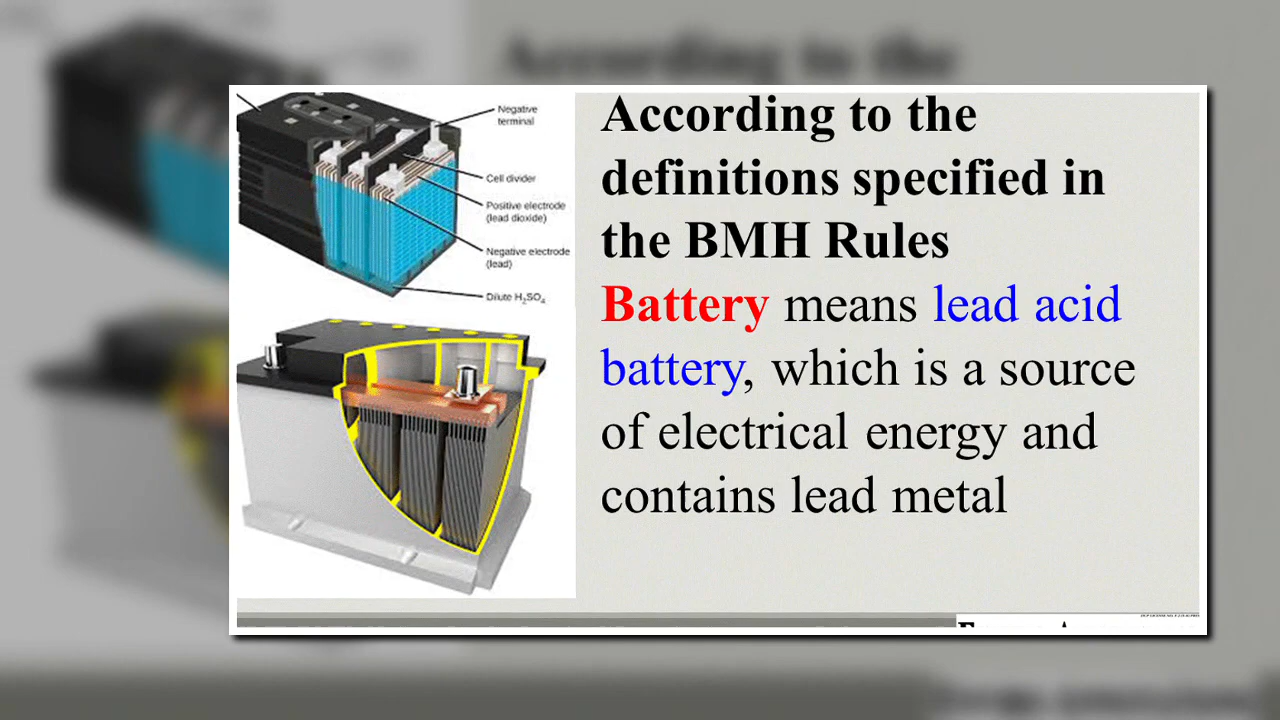 Negative
terminal
Cell divider
Positive electrode
(lead dioxide)
Negative electrode
(lead)
Dilute H₂SO₄
According to the
definitions specified in
the BMH Rules
Battery means lead acid
battery, which is a source
of electrical energy and
contains lead metal